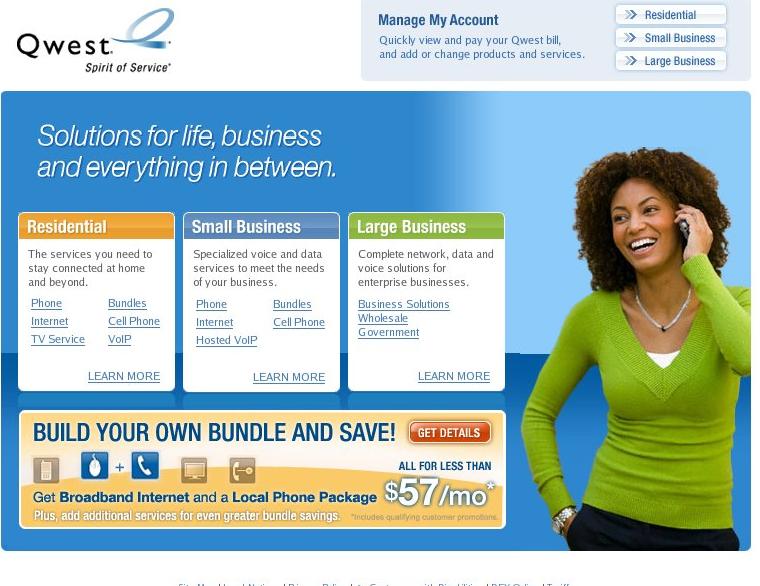 Qwest.
Spirit of Service®
Manage My Account
Quickly view and pay your Qwest bill,
and add or change products and services.
Residential
Small Business
Large Business
Solutions for life, business
and everything in between.
Residential
The services you need to
stay connected at home
and beyond.
Phone
Bundles
Internet
Cell Phone
TV Service
VoIP
LEARN MORE
Small Business
Specialized voice and data
services to meet the needs
of your business.
Phone
Bundles
Internet
Cell Phone
Hosted VoIP
LEARN MORE
Large Business
Complete network, data and
voice solutions for
enterprise businesses.
Business Solutions
Wholesale
Government
LEARN MORE
BUILD YOUR OWN BUNDLE AND SAVE!
GET DETAILS
+
ALL FOR LESS THAN
Get Broadband Internet and a Local Phone Package
$57/mo*
Plus, add additional services for even greater bundle savings.
*Includes qualifying customer promotions.